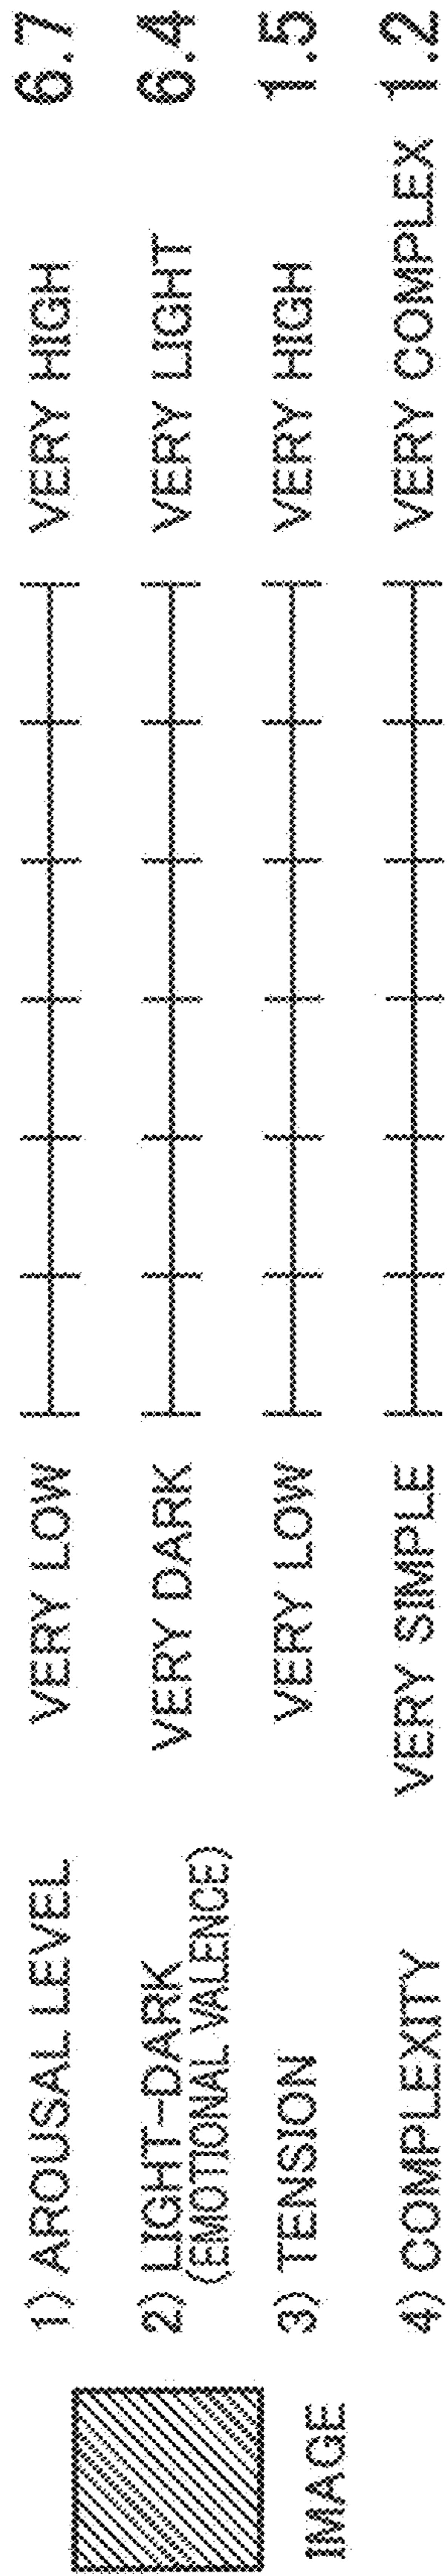 IMAGE
1) AROUSAL LEVEL VERY LOW VERY HIGH 6.7
2) LIGHT-DARK VERY DARK VERY LIGHT 6.4
(EMOTIONAL VALENCE)
3) TENSION VERY LOW VERY HIGH 1.5
4) COMPLEXITY VERY SIMPLE VERY COMPLEX 1.2